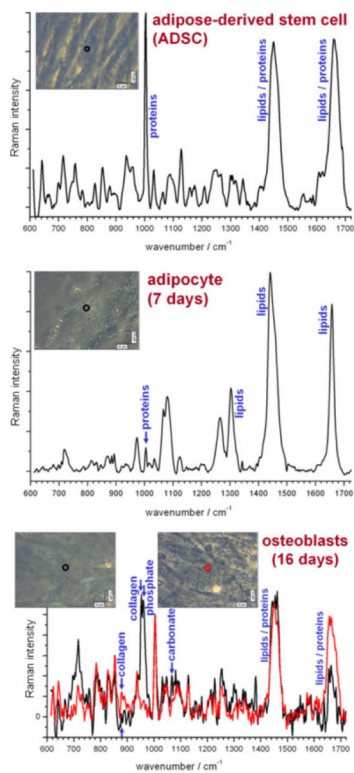 adipose-derived stem cell
(ADSC)
proteins
lipids / proteins
lipids / proteins
Raman intensity
600 700 800 900 1000 1100 1200 1300 1400 1500 1600 1700
wavenumber / cm-1
adipocyte
(7 days)
lipids
lipids
proteins
lipids
Raman intensity
600 700 800 900 1000 1100 1200 1300 1400 1500 1600 1700
wavenumber / cm-1
osteoblasts
(16 days)
collagen
phosphate
collagen
carbonate
lipids / proteins
lipids / proteins
Raman intensity
0
600 700 800 900 1000 1100 1200 1300 1400 1500 1600 1700
wavenumber / cm-1